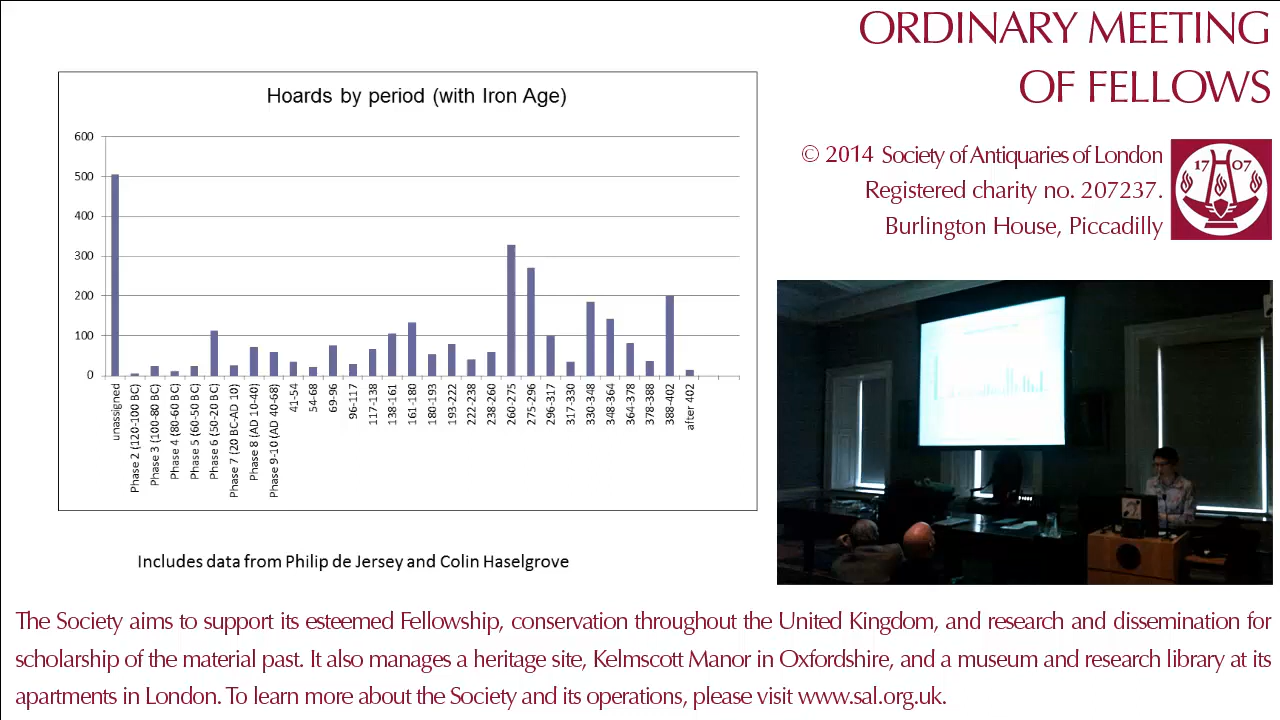 ORDINARY MEETING
OF FELLOWS
© 2014 Society of Antiquaries of London
Registered charity no. 207237.
Burlington House, Piccadilly
17 07
Hoards by period (with Iron Age)
600
500
400
300
200
100
0
unassigned
Phase 2 (120-100 BC)
Phase 3 (100-80 BC)
Phase 4 (80-60 BC)
Phase 5 (60-50 BC)
Phase 6 (50-20 BC)
Phase 7 (20 BC-AD 10)
Phase 8 (AD 10-40)
Phase 9-10 (AD 40-68)
41-54
54-68
69-96
96-117
117-138
138-161
161-180
180-193
193-222
222-238
238-260
260-275
275-296
296-317
317-330
330-348
348-364
364-378
378-388
388-402
after 402
Includes data from Philip de Jersey and Colin Haselgrove
The Society aims to support its esteemed Fellowship, conservation throughout the United Kingdom, and research and dissemination for
scholarship of the material past. It also manages a heritage site, Kelmscott Manor in Oxfordshire, and a museum and research library at its
apartments in London. To learn more about the Society and its operations, please visit www.sal.org.uk.